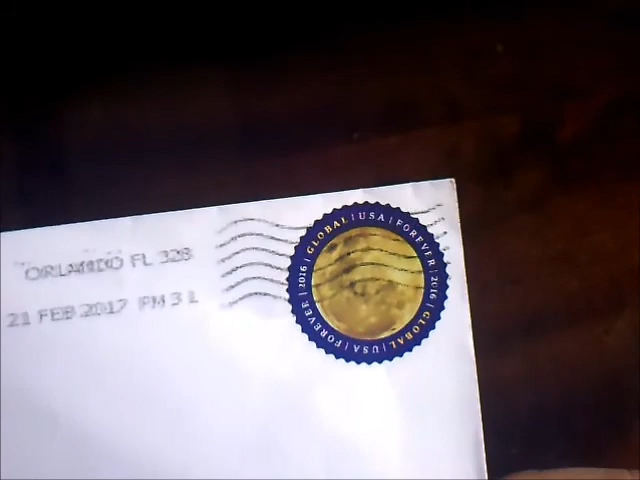 ORLANDO FL 328
21 FEB 2017 PM 3 L
GLOBAL | USA | FOREVER | 2016 | GLOBAL | USA | FOREVER | 2016 |